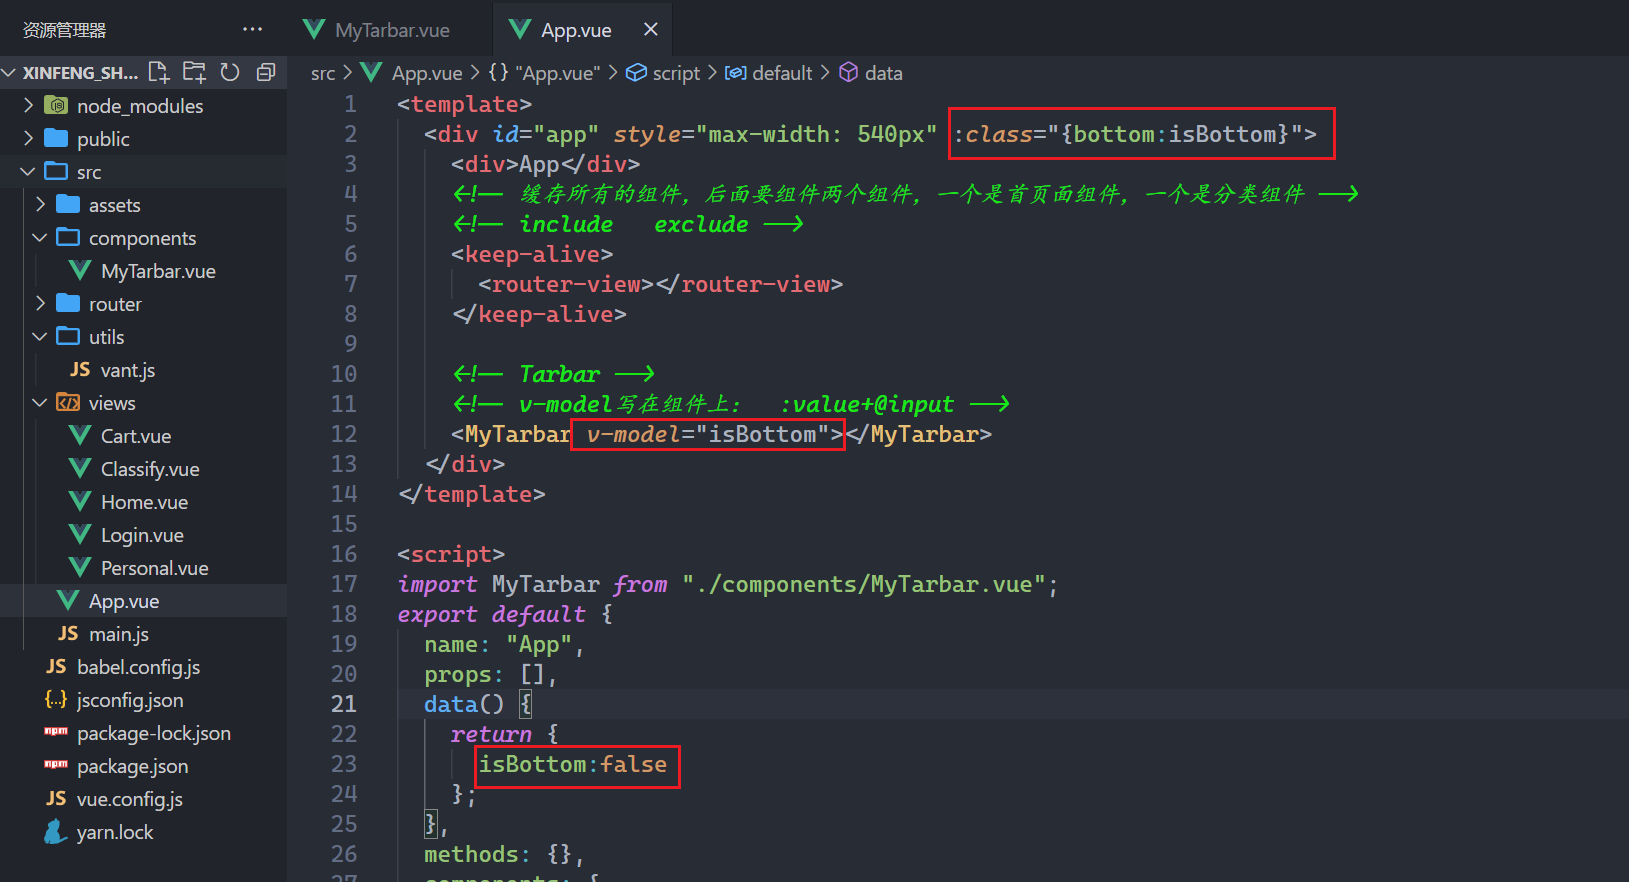 资源管理器
···
MyTarbar.vue
App.vue
XINFENG_SH...
src > App.vue > {} "App.vue" > script > default > data
node_modules
public
src
assets
components
MyTarbar.vue
router
utils
JS vant.js
views
Cart.vue
Classify.vue
Home.vue
Login.vue
Personal.vue
App.vue
JS main.js
JS babel.config.js
{..} jsconfig.json
npm package-lock.json
npm package.json
JS vue.config.js
yarn.lock
1 <template>
2 <div id="app" style="max-width: 540px" :class="{bottom:isBottom}">
3 <div>App</div>
4 <!-- 缓存所有的组件，后面要组件两个组件，一个是首页面组件，一个是分类组件 -->
5 <!-- include exclude -->
6 <keep-alive>
7 <router-view></router-view>
8 </keep-alive>
9
10 <!-- Tarbar -->
11 <!-- v-model写在组件上： :value+@input -->
12 <MyTarbar v-model="isBottom"></MyTarbar>
13 </div>
14 </template>
15
16 <script>
17 import MyTarbar from "./components/MyTarbar.vue";
18 export default {
19 name: "App",
20 props: [],
21 data() {
22 return {
23 isBottom:false
24 };
25 },
26 methods: {},
27 components: {